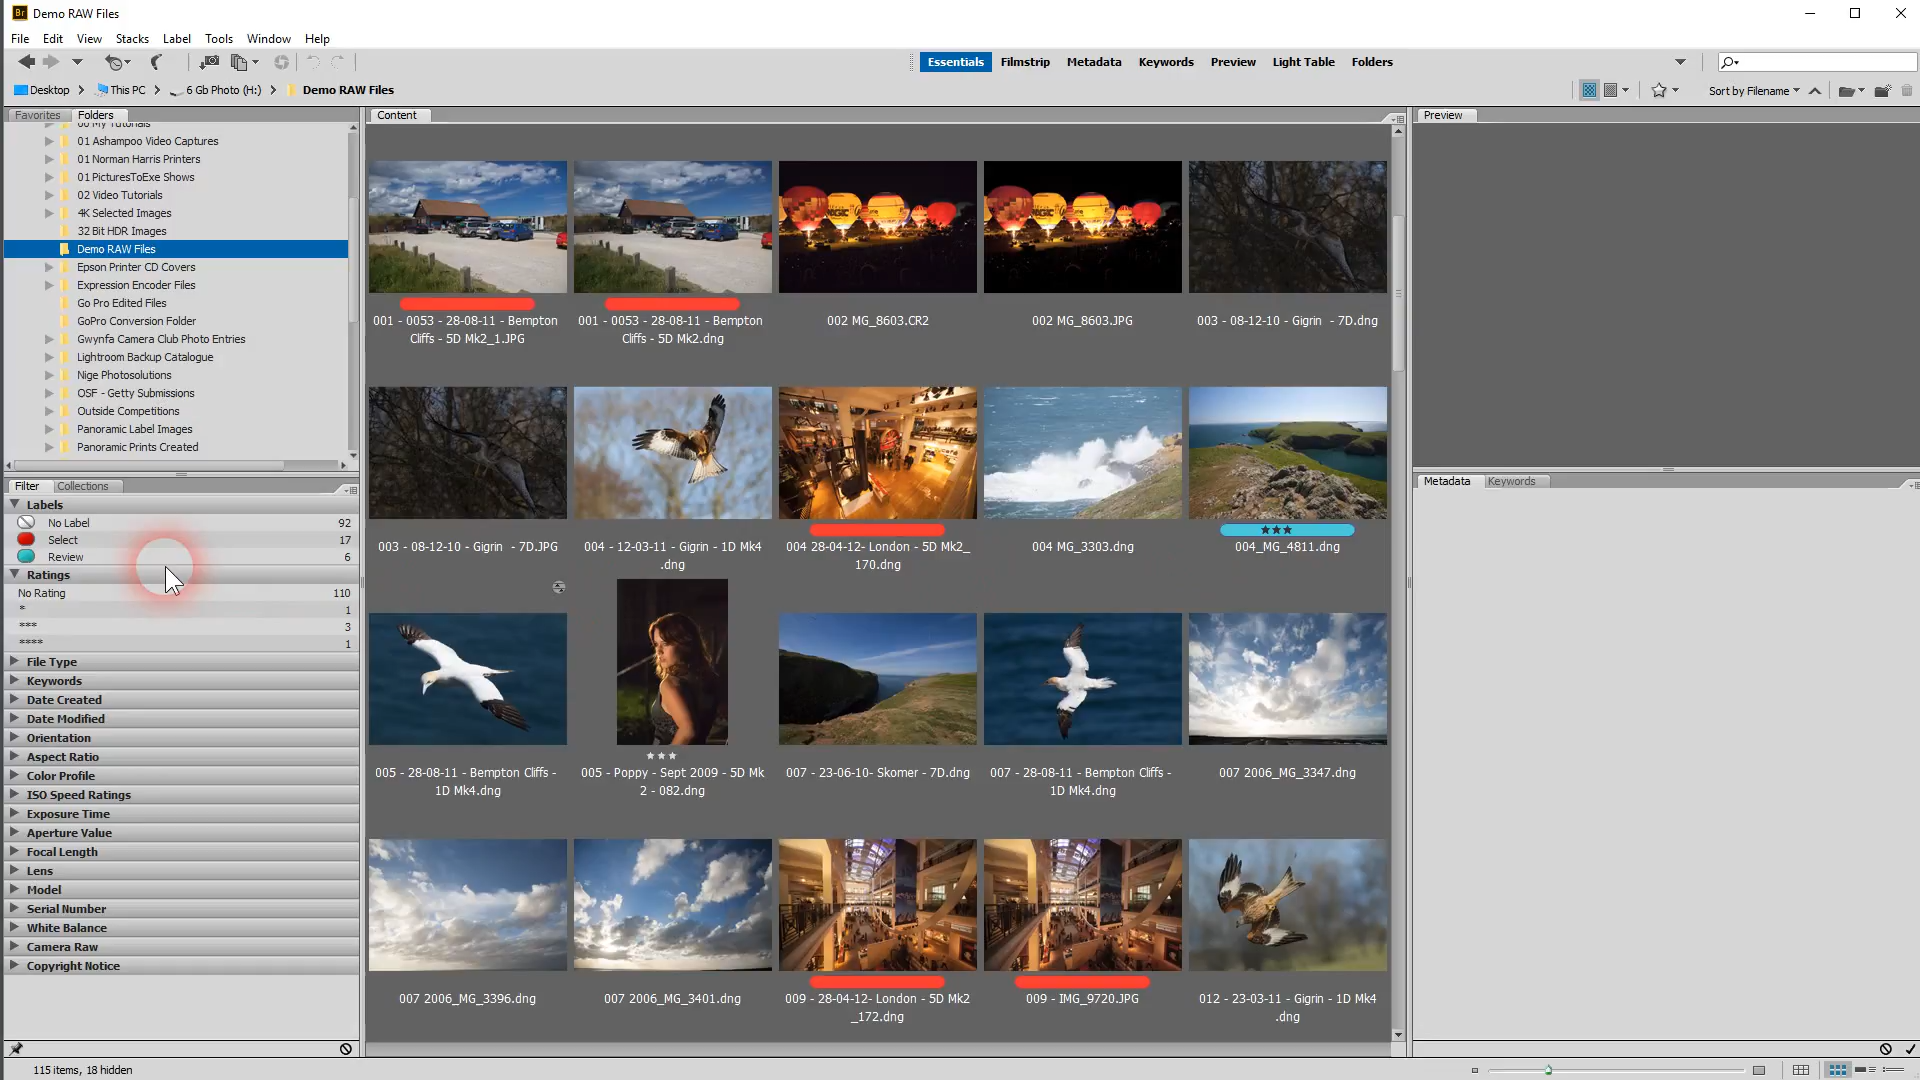 Br Demo RAW Files
File Edit View Stacks Label Tools Window Help
Essentials Filmstrip Metadata Keywords Preview Light Table Folders
Desktop This PC 6 Gb Photo (H:) Demo RAW Files
Sort by Filename
Favorites Folders
00 My Tutorials
01 Ashampoo Video Captures
01 Norman Harris Printers
01 PicturesToExe Shows
02 Video Tutorials
4K Selected Images
32 Bit HDR Images
Demo RAW Files
Epson Printer CD Covers
Expression Encoder Files
Go Pro Edited Files
GoPro Conversion Folder
Gwynfa Camera Club Photo Entries
Lightroom Backup Catalogue
Nige Photosolutions
OSF - Getty Submissions
Outside Competitions
Panoramic Label Images
Panoramic Prints Created
Filter Collections
Labels
No Label 92
Select 17
Review 6
Ratings
No Rating 110
* 1
*** 3
**** 1
File Type
Keywords
Date Created
Date Modified
Orientation
Aspect Ratio
Color Profile
ISO Speed Ratings
Exposure Time
Aperture Value
Focal Length
Lens
Model
Serial Number
White Balance
Camera Raw
Copyright Notice
115 items, 18 hidden
Content
001 - 0053 - 28-08-11 - Bempton
Cliffs - 5D Mk2_1.JPG
001 - 0053 - 28-08-11 - Bempton
Cliffs - 5D Mk2.dng
002 MG_8603.CR2
002 MG_8603.JPG
003 - 08-12-10 - Gigrin - 7D.dng
003 - 08-12-10 - Gigrin - 7D.JPG
004 - 12-03-11 - Gigrin - 1D Mk4
.dng
004 28-04-12- London - 5D Mk2_
170.dng
004 MG_3303.dng
★★★
004_MG_4811.dng
005 - 28-08-11 - Bempton Cliffs -
1D Mk4.dng
★★★
005 - Poppy - Sept 2009 - 5D Mk
2 - 082.dng
007 - 23-06-10- Skomer - 7D.dng
007 - 28-08-11 - Bempton Cliffs -
1D Mk4.dng
007 2006_MG_3347.dng
007 2006_MG_3396.dng
007 2006_MG_3401.dng
009 - 28-04-12- London - 5D Mk2
_172.dng
009 - IMG_9720.JPG
012 - 23-03-11 - Gigrin - 1D Mk4
.dng
Preview
Metadata Keywords